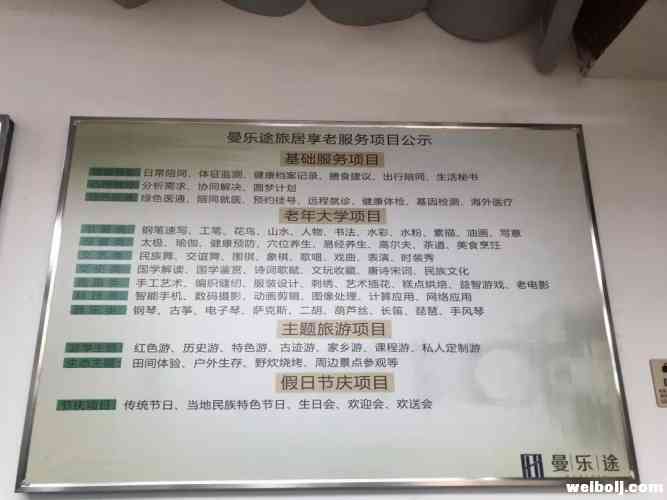 曼乐途旅居享老服务项目公示
基础服务项目
日常陪同、体征监测、健康档案记录、膳食建议、出行陪同、生活秘书
分析需求、协同解决、圆梦计划
绿色医通、陪同就医、预约挂号、远程就诊、健康体检、基因检测、海外医疗
老年大学项目
钢笔速写、工笔、花鸟、山水、人物、书法、水彩、水粉、素描、油画、写意
太极、瑜伽、健康预防、穴位养生、易经养生、高尔夫、茶道、美食烹饪
民族舞、交谊舞、围棋、象棋、歌唱、戏曲、表演、时装秀
国学解读、国学鉴赏、诗词歌赋、文玩收藏、唐诗宋词、民族文化
手工艺术、编织缝纫、服装设计、刺绣、艺术插花、糕点烘焙、益智游戏、老电影
智能手机、数码摄影、动画剪辑、图像处理、计算应用、网络应用
钢琴、古筝、电子琴、萨克斯、二胡、葫芦丝、长笛、琵琶、手风琴
主题旅游项目
红色游、历史游、特色游、古迹游、家乡游、课程游、私人定制游
生态主题：田间体验、户外生存、野炊烧烤、周边景点参观等
假日节庆项目
节庆项目：传统节日、当地民族特色节日、生日会、欢迎会、欢送会
曼乐途
weibolj.com